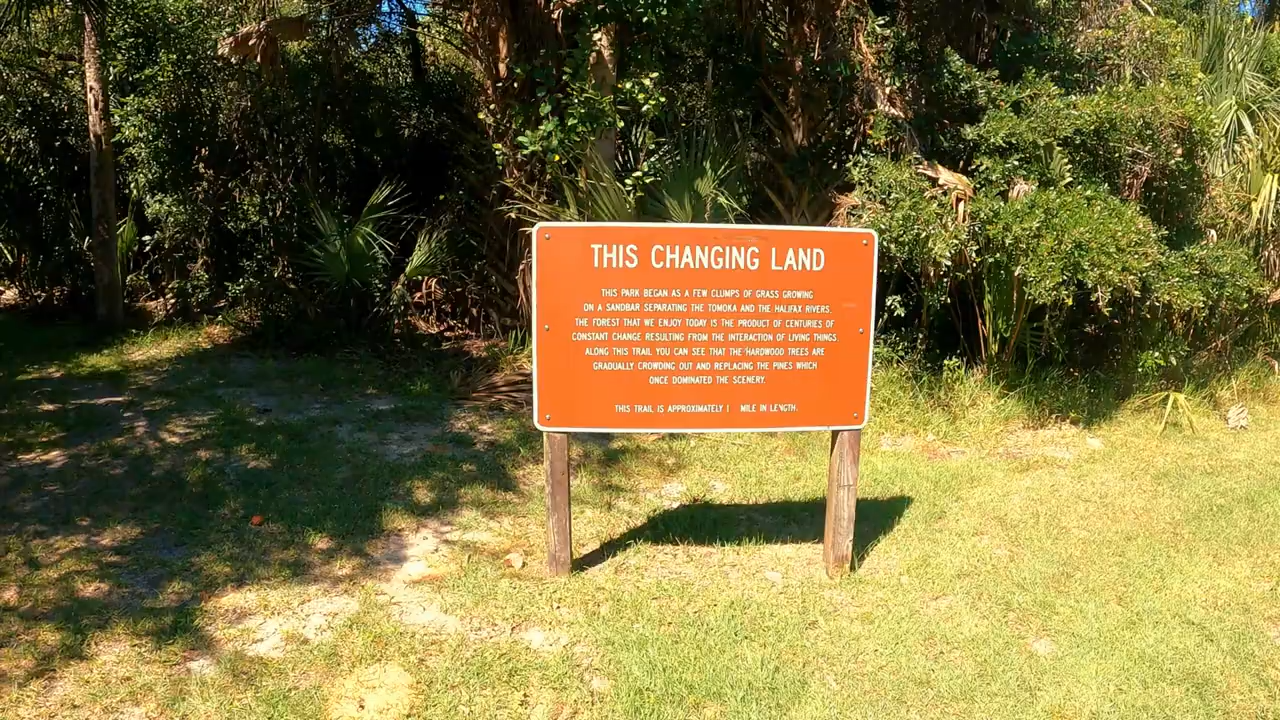 THIS CHANGING LAND
THIS PARK BEGAN AS A FEW CLUMPS OF GRASS GROWING
ON A SANDBAR SEPARATING THE TOMOKA AND THE HALIFAX RIVERS.
THE FOREST THAT WE ENJOY TODAY IS THE PRODUCT OF CENTURIES OF
CONSTANT CHANGE RESULTING FROM THE INTERACTION OF LIVING THINGS.
ALONG THIS TRAIL YOU CAN SEE THAT THE HARDWOOD TREES ARE
GRADUALLY CROWDING OUT AND REPLACING THE PINES WHICH
ONCE DOMINATED THE SCENERY.
THIS TRAIL IS APPROXIMATELY 1 MILE IN LENGTH.